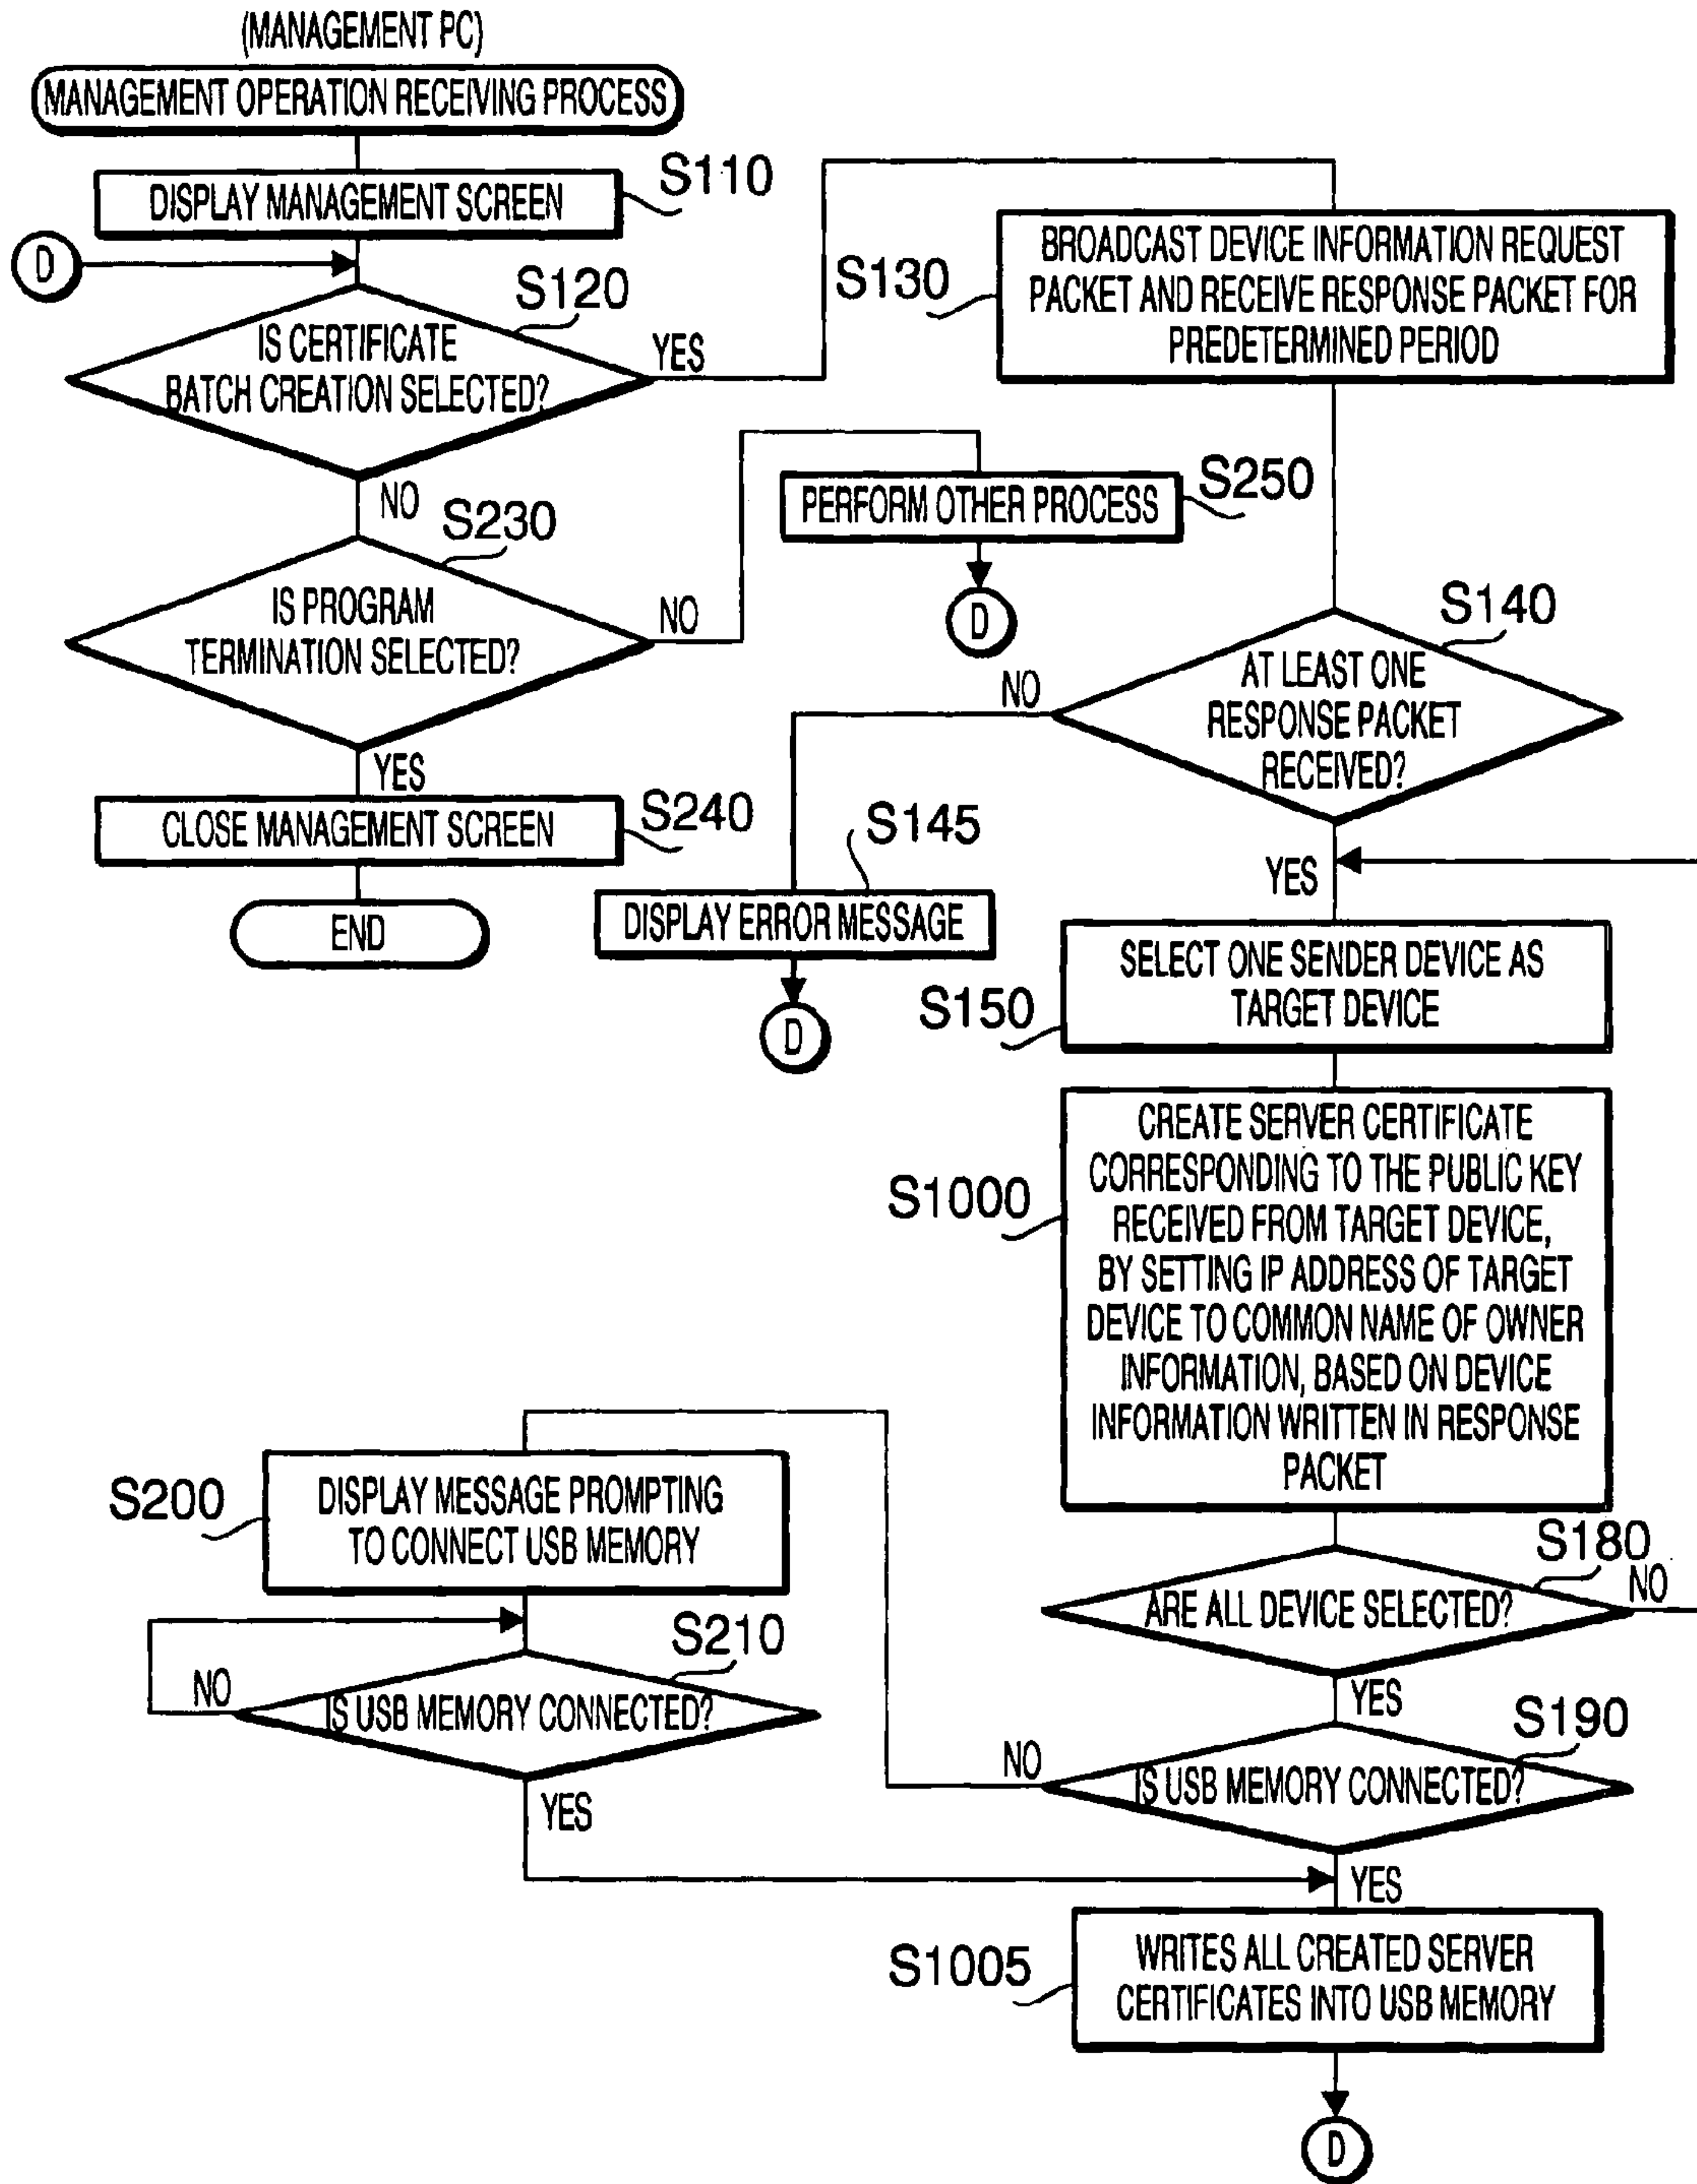 (MANAGEMENT PC)
MANAGEMENT OPERATION RECEIVING PROCESS
DISPLAY MANAGEMENT SCREEN
S110
D
S120
IS CERTIFICATE
BATCH CREATION SELECTED?
YES
NO
S130
BROADCAST DEVICE INFORMATION REQUEST
PACKET AND RECEIVE RESPONSE PACKET FOR
PREDETERMINED PERIOD
S230
IS PROGRAM
TERMINATION SELECTED?
NO
YES
PERFORM OTHER PROCESS
S250
D
CLOSE MANAGEMENT SCREEN
S240
END
S140
AT LEAST ONE
RESPONSE PACKET
RECEIVED?
NO
YES
S145
DISPLAY ERROR MESSAGE
D
S150
SELECT ONE SENDER DEVICE AS
TARGET DEVICE
S1000
CREATE SERVER CERTIFICATE
CORRESPONDING TO THE PUBLIC KEY
RECEIVED FROM TARGET DEVICE,
BY SETTING IP ADDRESS OF TARGET
DEVICE TO COMMON NAME OF OWNER
INFORMATION, BASED ON DEVICE
INFORMATION WRITTEN IN RESPONSE
PACKET
S180
ARE ALL DEVICE SELECTED?
NO
YES
S190
IS USB MEMORY CONNECTED?
NO
YES
S200
DISPLAY MESSAGE PROMPTING
TO CONNECT USB MEMORY
S210
IS USB MEMORY CONNECTED?
NO
YES
S1005
WRITES ALL CREATED SERVER
CERTIFICATES INTO USB MEMORY
D